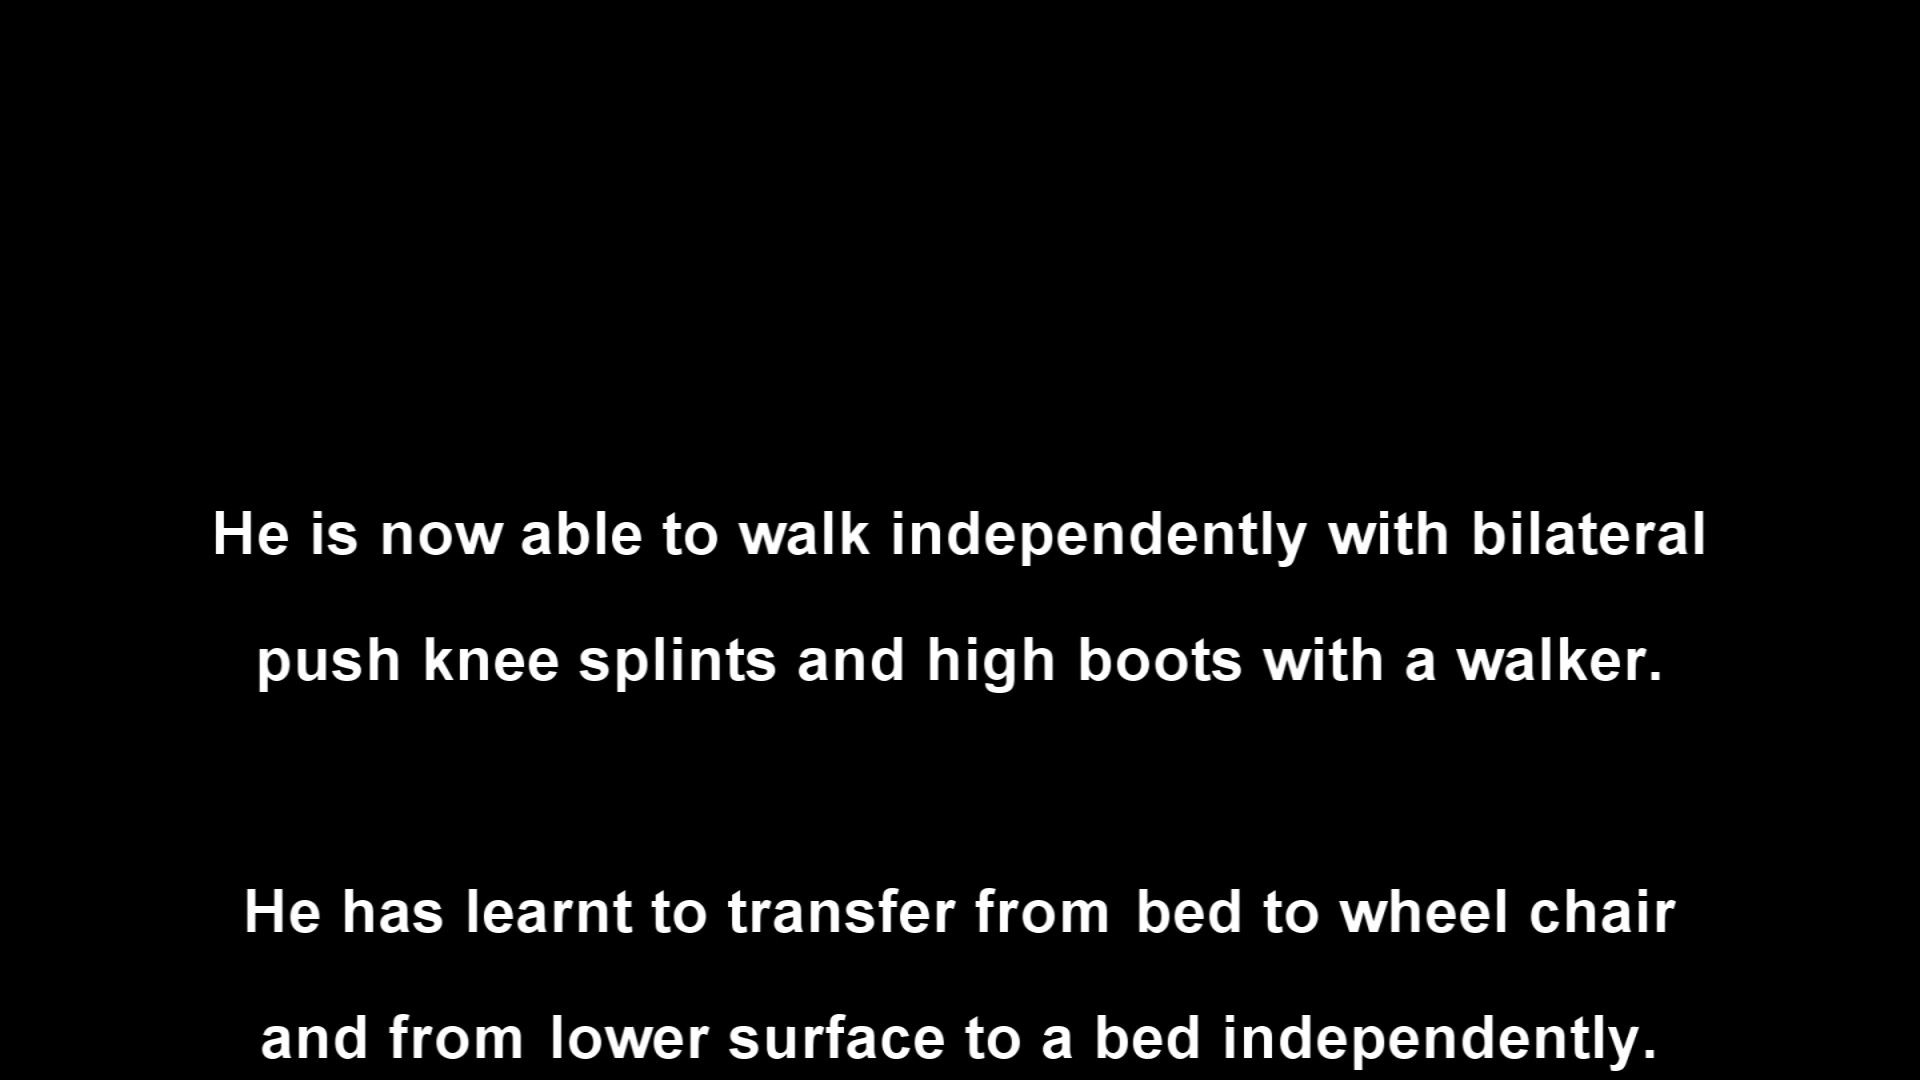 He is now able to walk independently with bilateral
push knee splints and high boots with a walker.
He has learnt to transfer from bed to wheel chair
and from lower surface to a bed independently.